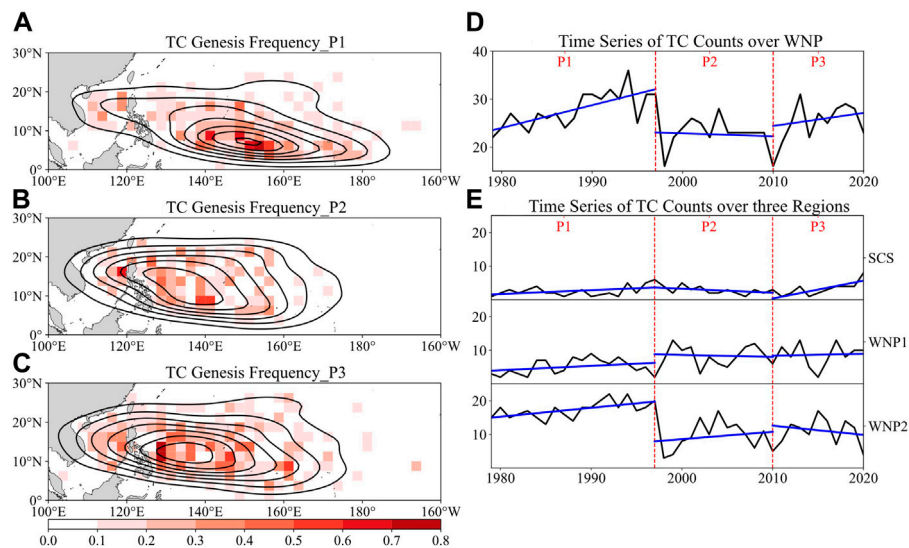 A
TC Genesis Frequency_P1
30°N
20°N
10°N
0°
100°E 120°E 140°E 160°E 180° 160°W
B
TC Genesis Frequency_P2
30°N
20°N
10°N
0°
100°E 120°E 140°E 160°E 180° 160°W
C
TC Genesis Frequency_P3
30°N
20°N
10°N
0°
100°E 120°E 140°E 160°E 180° 160°W
0.0 0.1 0.2 0.3 0.4 0.5 0.6 0.7 0.8
D
Time Series of TC Counts over WNP
P1 P2 P3
40
30
20
1980 1990 2000 2010 2020
E
Time Series of TC Counts over three Regions
P1 P2 P3
20
10
SCS
20
10
WNP1
20
10
WNP2
1980 1990 2000 2010 2020